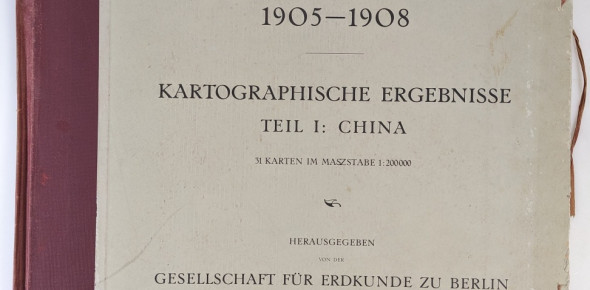 1905—1908
KARTOGRAPHISCHE ERGEBNISSE
TEIL I: CHINA
31 KARTEN IM MASZSTABE 1:200000
HERAUSGEGEBEN
VON DER
GESELLSCHAFT FÜR ERDKUNDE ZU BERLIN